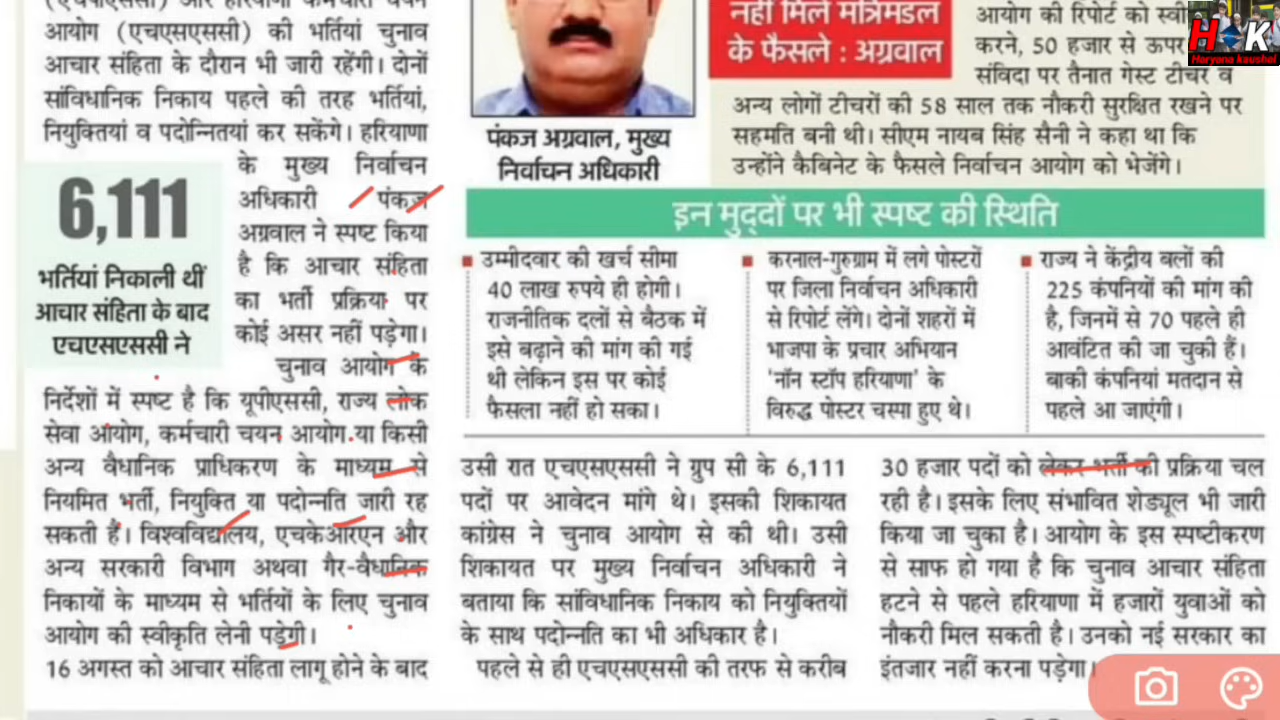 आयोग (एचएसएससी) की भर्तियां चुनाव
आचार संहिता के दौरान भी जारी रहेंगी। दोनों
सांविधानिक निकाय पहले की तरह भर्तियां,
नियुक्तियां व पदोन्नितयां कर सकेंगे। हरियाणा
के मुख्य निर्वाचन
अधिकारी पंकज
अग्रवाल ने स्पष्ट किया
है कि आचार संहिता
का भर्ती प्रक्रिया पर
कोई असर नहीं पड़ेगा।
चुनाव आयोग के
निर्देशों में स्पष्ट है कि यूपीएससी, राज्य लोक
सेवा आयोग, कर्मचारी चयन आयोग या किसी
अन्य वैधानिक प्राधिकरण के माध्यम से
नियमित भर्ती, नियुक्ति या पदोन्नति जारी रह
सकती है। विश्वविद्यालय, एचकेआरएन और
अन्य सरकारी विभाग अथवा गैर-वैधानिक
निकायों के माध्यम से भर्तियों के लिए चुनाव
आयोग की स्वीकृति लेनी पड़ेगी।
16 अगस्त को आचार संहिता लागू होने के बाद
6,111
भर्तियां निकाली थीं
आचार संहिता के बाद
एचएसएससी ने
पंकज अग्रवाल, मुख्य
निर्वाचन अधिकारी
नहीं मिले मंत्रिमंडल
के फैसले : अग्रवाल
आयोग की रिपोर्ट को
करने, 50 हजार से ऊपर
संविदा पर तैनात गेस्ट टीचर व
अन्य लोगों टीचरों की 58 साल तक नौकरी सुरक्षित रखने पर
सहमति बनी थी। सीएम नायब सिंह सैनी ने कहा था कि
उन्होंने कैबिनेट के फैसले निर्वाचन आयोग को भेजेंगे।
H K
Haryana kaushal
इन मुद्दों पर भी स्पष्ट की स्थिति
उम्मीदवार की खर्च सीमा
40 लाख रुपये ही होगी।
राजनीतिक दलों से बैठक में
इसे बढ़ाने की मांग की गई
थी लेकिन इस पर कोई
फैसला नहीं हो सका।
करनाल-गुरुग्राम में लगे पोस्टरों
पर जिला निर्वाचन अधिकारी
से रिपोर्ट लेंगे। दोनों शहरों में
भाजपा के प्रचार अभियान
'नॉन स्टॉप हरियाणा' के
विरुद्ध पोस्टर चस्पा हुए थे।
राज्य ने केंद्रीय बलों की
225 कंपनियों की मांग की
है, जिनमें से 70 पहले ही
आवंटित की जा चुकी हैं।
बाकी कंपनियां मतदान से
पहले आ जाएंगी।
उसी रात एचएसएससी ने ग्रुप सी के 6,111
पदों पर आवेदन मांगे थे। इसकी शिकायत
कांग्रेस ने चुनाव आयोग से की थी। उसी
शिकायत पर मुख्य निर्वाचन अधिकारी ने
बताया कि सांविधानिक निकाय को नियुक्तियों
के साथ पदोन्नति का भी अधिकार है।
पहले से ही एचएसएससी की तरफ से करीब
30 हजार पदों को लेकर भर्ती की प्रक्रिया चल
रही है। इसके लिए संभावित शेड्यूल भी जारी
किया जा चुका है। आयोग के इस स्पष्टीकरण
से साफ हो गया है कि चुनाव आचार संहिता
हटने से पहले हरियाणा में हजारों युवाओं को
नौकरी मिल सकती है। उनको नई सरकार का
इंतजार नहीं करना पड़ेगा।